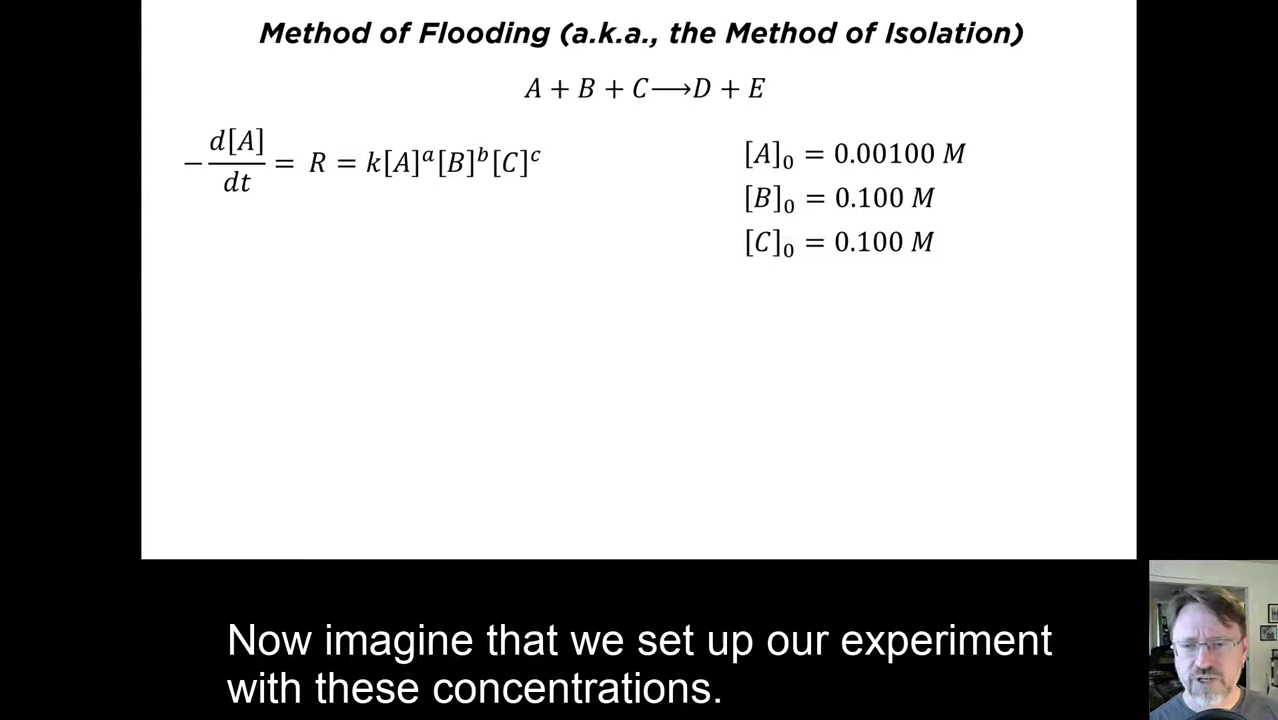 Method of Flooding (a.k.a., the Method of Isolation)
A + B + C ⟶ D + E
−d[A]/dt = R = k[A]ᵃ[B]ᵇ[C]ᶜ
[A]₀ = 0.00100 M
[B]₀ = 0.100 M
[C]₀ = 0.100 M
Now imagine that we set up our experiment
with these concentrations.